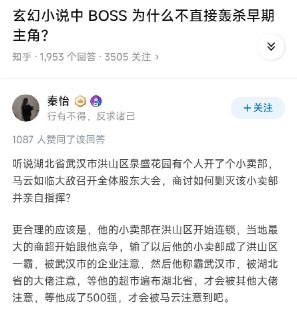 玄幻小说中 BOSS 为什么不直接轰杀早期
主角？
知乎 · 1,953 个回答 · 3505 关注 ›
秦怡
行有不得，反求诸己
+ 关注
1087 人赞同了该回答
听说湖北省武汉市洪山区泉盛花园有个人开了个小卖部，
马云如临大敌召开全体股东大会，商讨如何剿灭该小卖部
并亲自指挥？
更合理的应该是，他的小卖部在洪山区开始连锁，当地最
大的商超开始跟他竞争，输了以后他的小卖部成了洪山区
一霸，被武汉市的企业注意，然后他称霸武汉市，被湖北
省的大佬注意，等他的超市遍布湖北省，才会被其他大佬
注意，等他成了500强，才会被马云注意到吧。